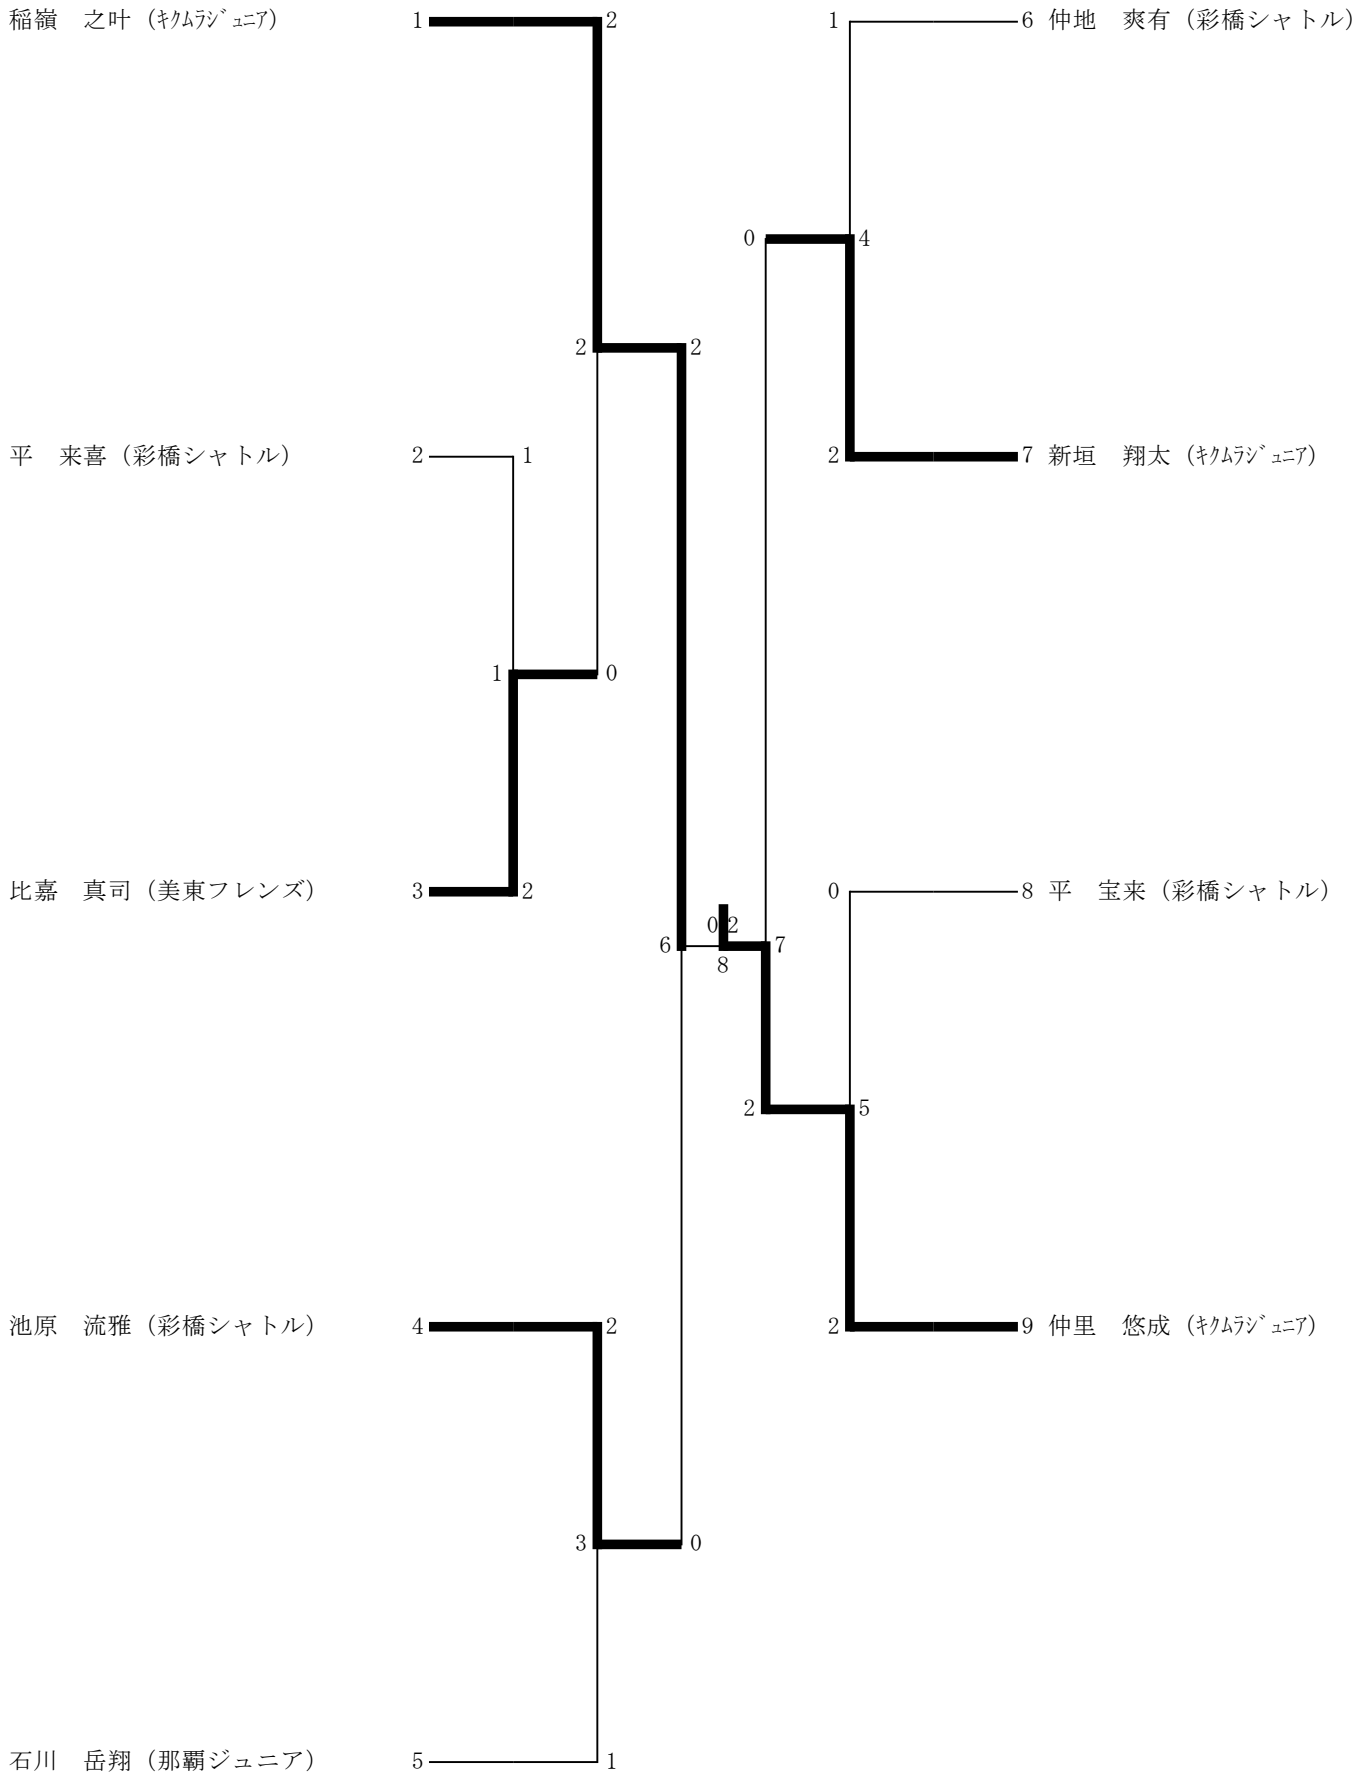 稲嶺　之叶（ｷｸﾑﾗｼﾞｭﾆｱ） 1 2
1 6 仲地　爽有（彩橋シャトル）
0 4
2 2
平　来喜（彩橋シャトル） 2 1
2 7 新垣　翔太（ｷｸﾑﾗｼﾞｭﾆｱ）
1 0
比嘉　真司（美東フレンズ） 3 2
0 8 平　宝来（彩橋シャトル）
0 2
6 7
8
2 5
池原　流雅（彩橋シャトル） 4 2
2 9 仲里　悠成（ｷｸﾑﾗｼﾞｭﾆｱ）
3 0
石川　岳翔（那覇ジュニア） 5 1